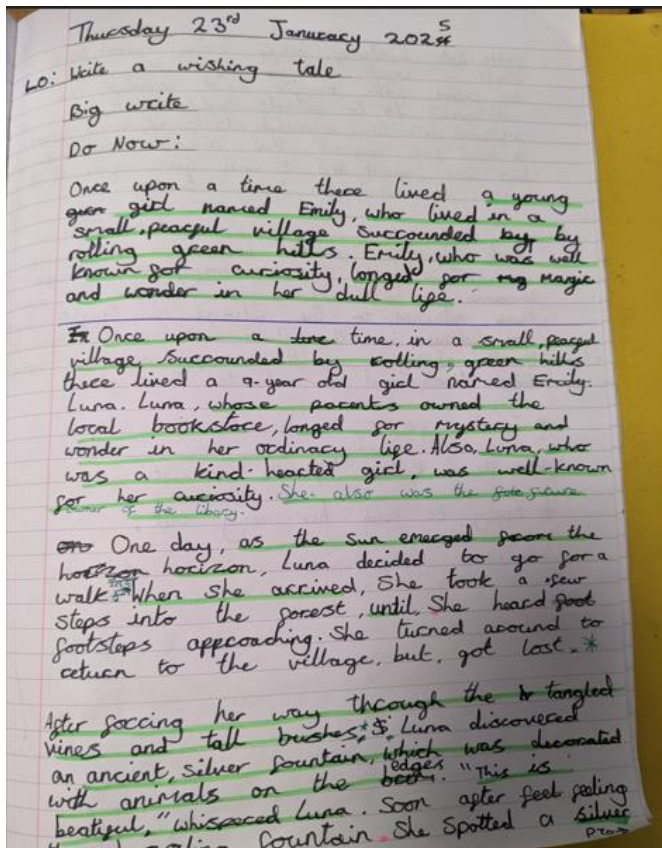 Thursday 23rd January 2025
LO: Write a wishing tale
Big write
Do Now:
Once upon a time there lived a young
girl named Emily, who lived in a
small, peaceful village surrounded by by
rolling green hills. Emily, who was well
known for curiosity, longed for magic
and wonder in her dull life.
Once upon a time, in a small, peaceful
village surrounded by rolling, green hills
there lived a 9-year old girl named Emily.
Luna. Luna, whose parents owned the
local bookstore, longed for mystery and
wonder in her ordinary life. Also, Luna, who
was a kind-hearted girl, was well-known
for her curiosity. She also was the future
owner of the libary.
One day, as the sun emerged from the
horizon horizon, Luna decided to go for a
walk. When she arrived, She took a few
steps into the forest, until, She heard foot
footsteps approaching. She turned around to
return to the village, but, got lost. *
After forcing her way through the tangled
vines and tall bushes, Luna discovered
an ancient, silver fountain, which was decorated
with animals on the edges. "This is
beatiful," whispered Luna. Soon after feel feeling
fountain. She spotted a silver